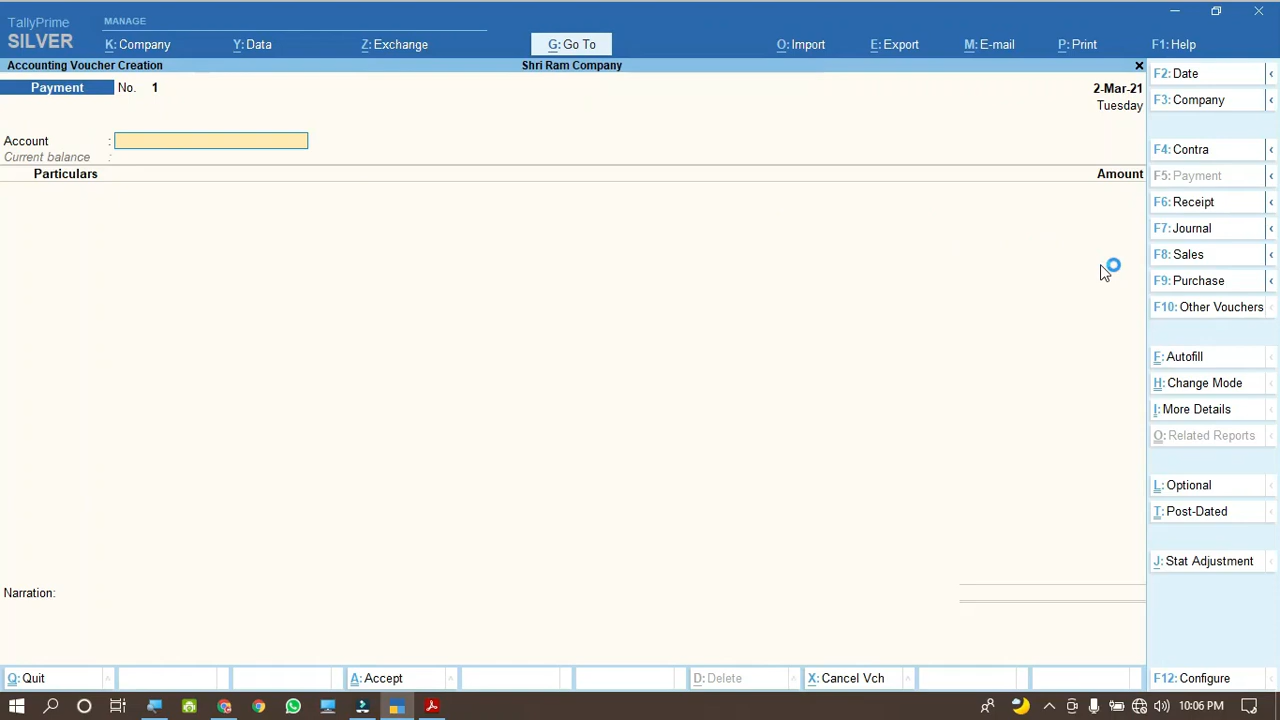 TallyPrime
MANAGE
SILVER
K: Company
Y: Data
Z: Exchange
G: Go To
O: Import
E: Export
M: E-mail
P: Print
F1: Help
Accounting Voucher Creation
Shri Ram Company
Payment No. 1
2-Mar-21
Tuesday
Account :
Current balance :
Particulars
Amount
Narration:
F2: Date
F3: Company
F4: Contra
F5: Payment
F6: Receipt
F7: Journal
F8: Sales
F9: Purchase
F10: Other Vouchers
F: Autofill
H: Change Mode
I: More Details
O: Related Reports
L: Optional
T: Post-Dated
J: Stat Adjustment
Q: Quit
A: Accept
D: Delete
X: Cancel Vch
F12: Configure
10:06 PM